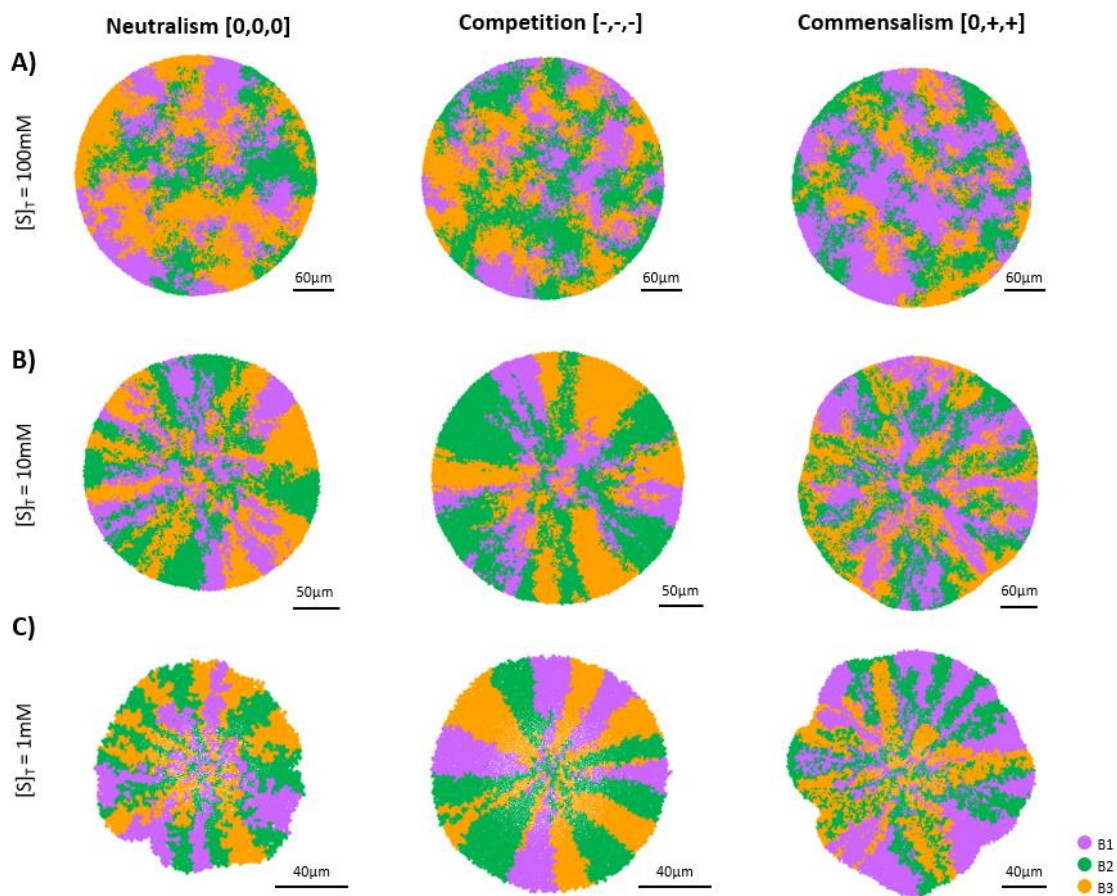 Neutralism [0,0,0] Competition [-,-,-] Commensalism [0,+,+]
A)
[S]T = 100mM
60µm 60µm 60µm
B)
[S]T = 10mM
50µm 50µm 60µm
C)
[S]T = 1mM
40µm 40µm 40µm
B1
B2
B3